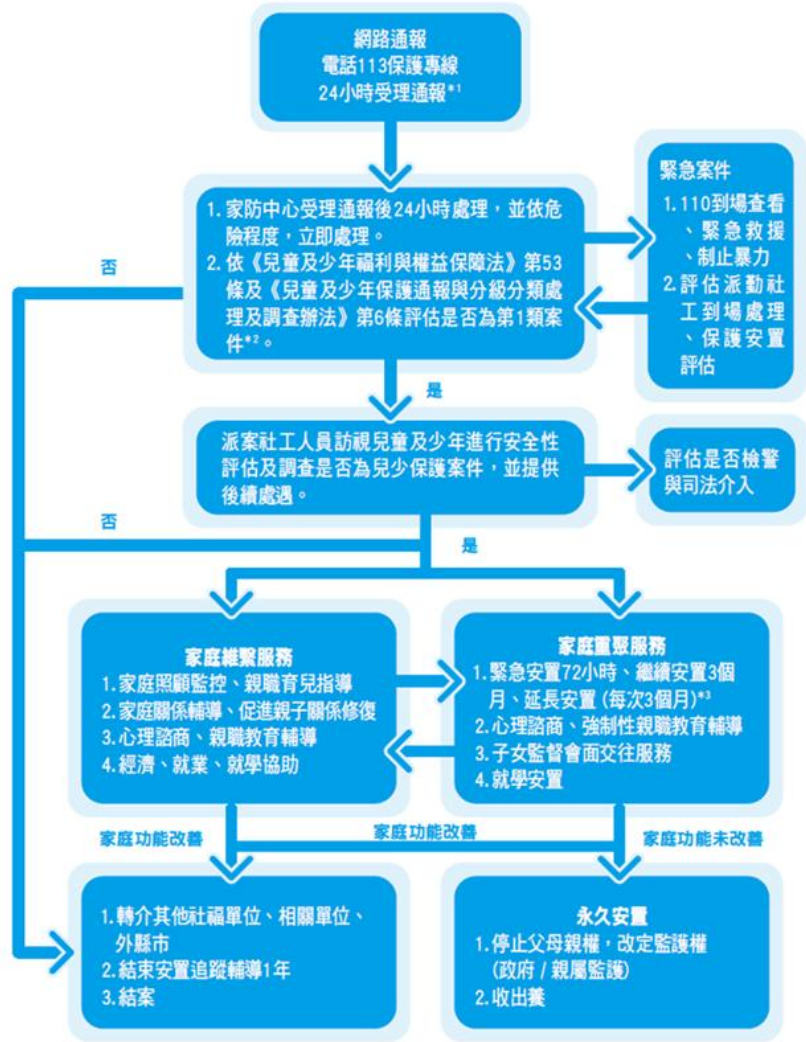 網路通報
電話113保護專線
24小時受理通報*1
緊急案件
1.110到場查看
、緊急救援
、制止暴力
2.評估派勤社
工到場處理
、保護安置
評估
1. 家防中心受理通報後24小時處理，並依危
險程度，立即處理。
2. 依《兒童及少年福利與權益保障法》第53
條及《兒童及少年保護通報與分級分類處
理及調查辦法》第6條評估是否為第1類案
件*2。
否
是
派案社工人員訪視兒童及少年進行安全性
評估及調查是否為兒少保護案件，並提供
後續處遇。
評估是否檢警
與司法介入
否
是
家庭維繫服務
1.家庭照顧監控、親職育兒指導
2.家庭關係輔導、促進親子關係修復
3.心理諮商、親職教育輔導
4.經濟、就業、就學協助
家庭重聚服務
1.緊急安置72小時、繼續安置3個
月、延長安置(每次3個月)*3
2.心理諮商、強制性親職教育輔導
3.子女監督會面交往服務
4.就學安置
家庭功能改善
家庭功能改善
家庭功能未改善
1.轉介其他社福單位、相關單位、
外縣市
2.結束安置追蹤輔導1年
3.結案
永久安置
1.停止父母親權，改定監護權
(政府/親屬監護)
2.收出養